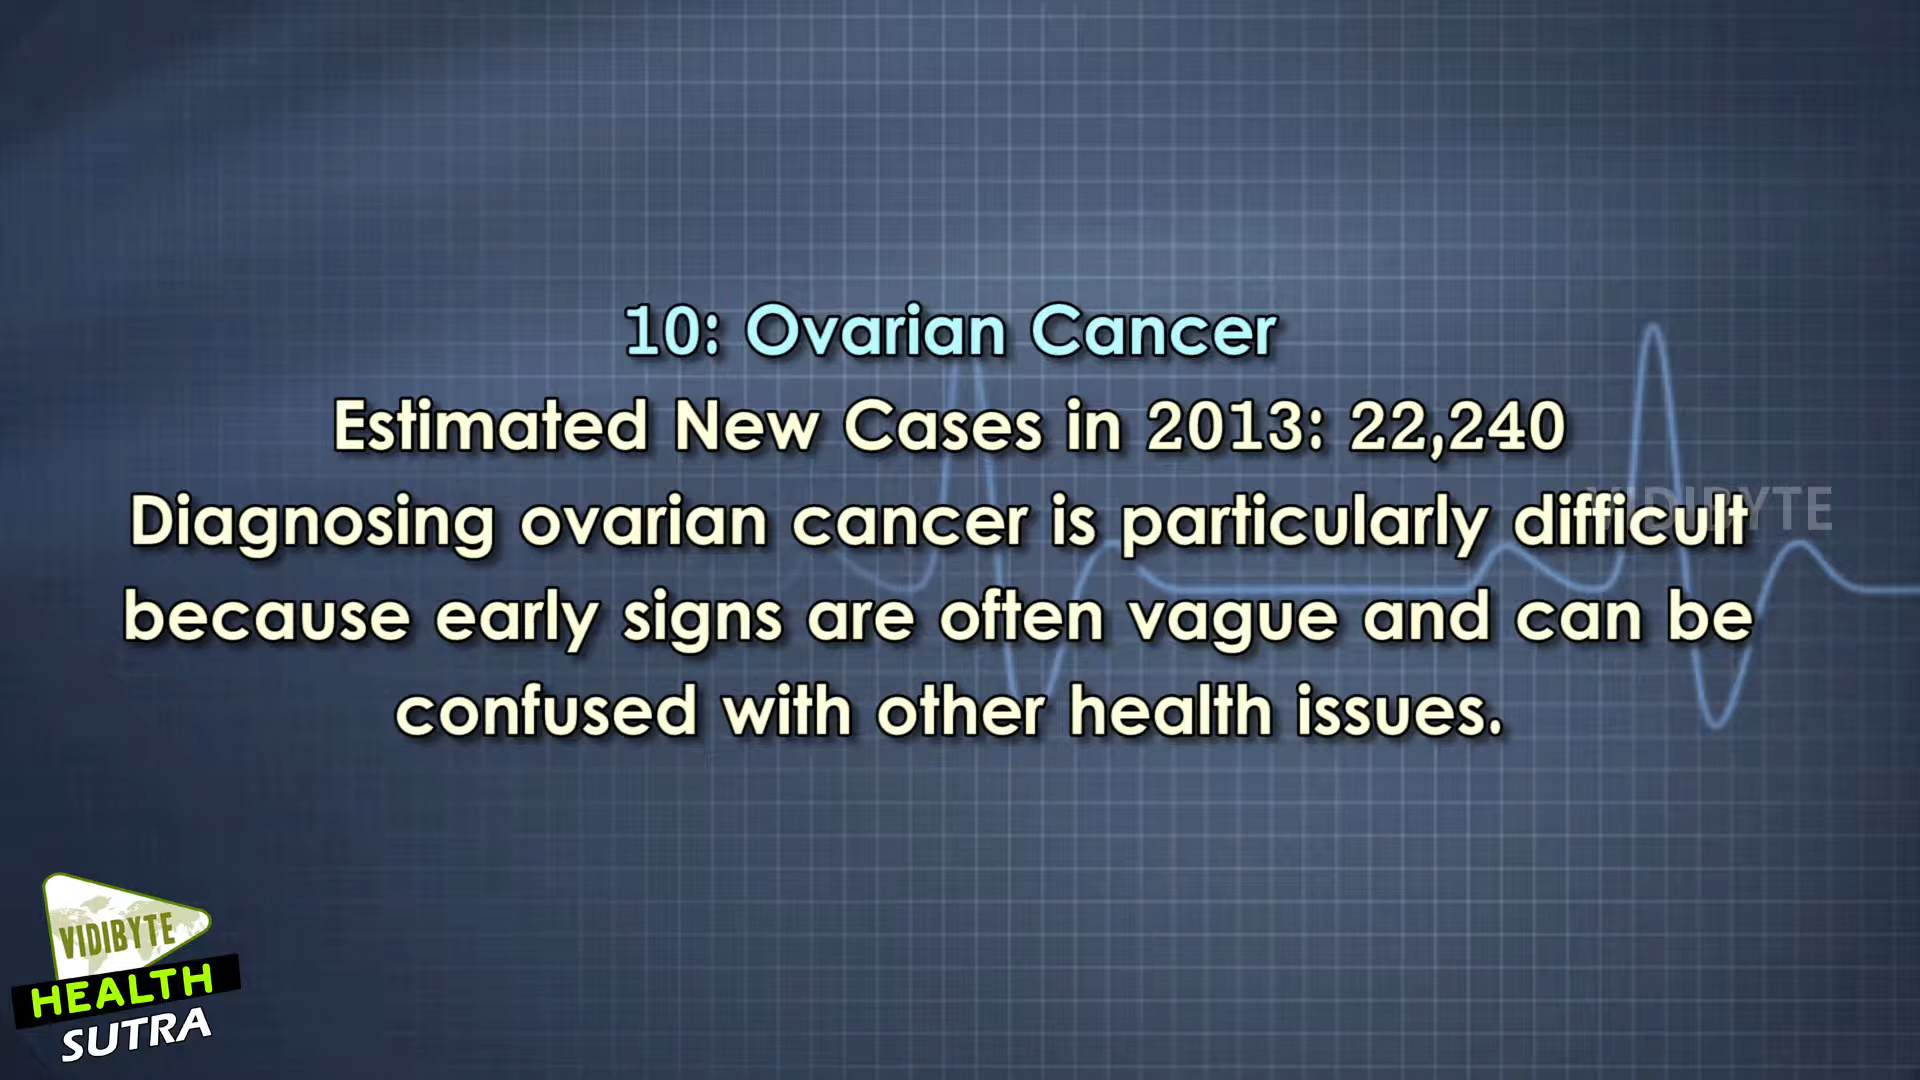 10: Ovarian Cancer
Estimated New Cases in 2013: 22,240
Diagnosing ovarian cancer is particularly difficult
because early signs are often vague and can be
confused with other health issues.
VIDIBYTE
VIDIBYTE
HEALTH
SUTRA